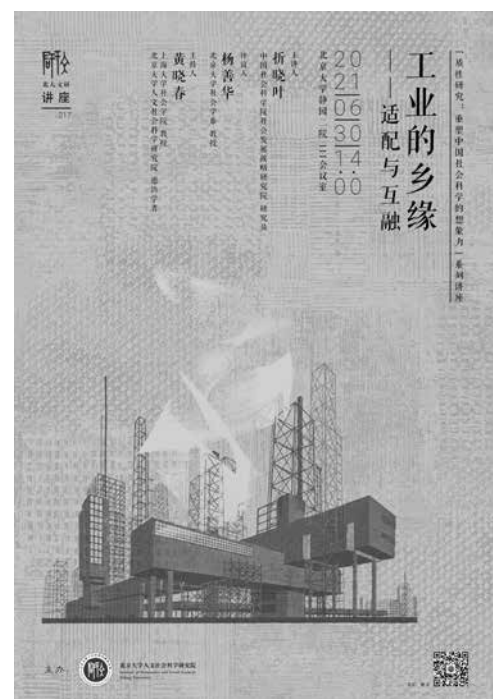 「质性研究：重塑中国社会科学的想象力」系列讲座
工业的乡缘
——适配与互融
2021/06/30 14:00
北京大学静园二院111会议室
主讲人
折晓叶
中国社会科学院社会发展战略研究院 研究员
评议人
杨善华
北京大学社会学系 教授
主持人
黄晓春
上海大学社会学院 教授
北京大学人文社会科学研究院 邀访学者
北大文研
讲座
217
主办
北京大学人文社会科学研究院